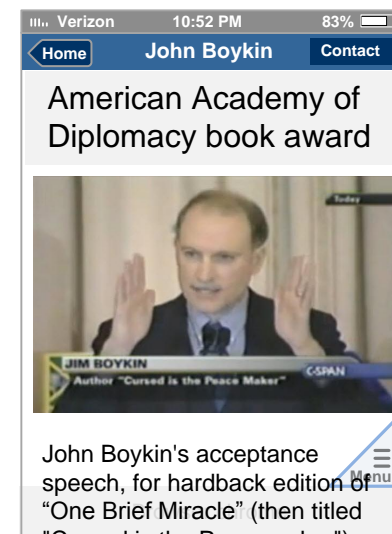 Verizon 10:52 PM 83%
Home John Boykin Contact
American Academy of
Diplomacy book award
Today
JIM BOYKIN
Author "Cursed is the Peace Maker"
C-SPAN
John Boykin's acceptance
speech, for hardback edition of
Menu
“One Brief Miracle” (then titled